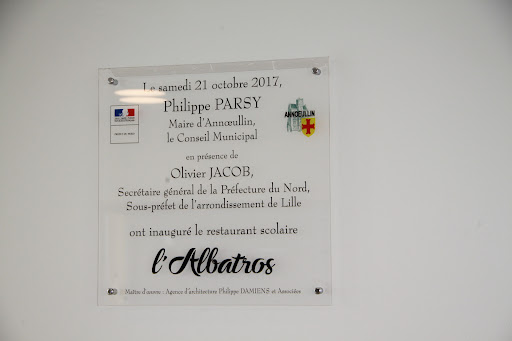 Le samedi 21 octobre 2017,
Philippe PARSY
Maire d'Annœullin,
le Conseil Municipal
ANNŒULLIN
en présence de
Olivier JACOB,
Secrétaire général de la Préfecture du Nord,
Sous-préfet de l'arrondissement de Lille
ont inauguré le restaurant scolaire
l'Albatros
Maître d'œuvre : Agence d'architecture Philippe DAMIENS et Associés